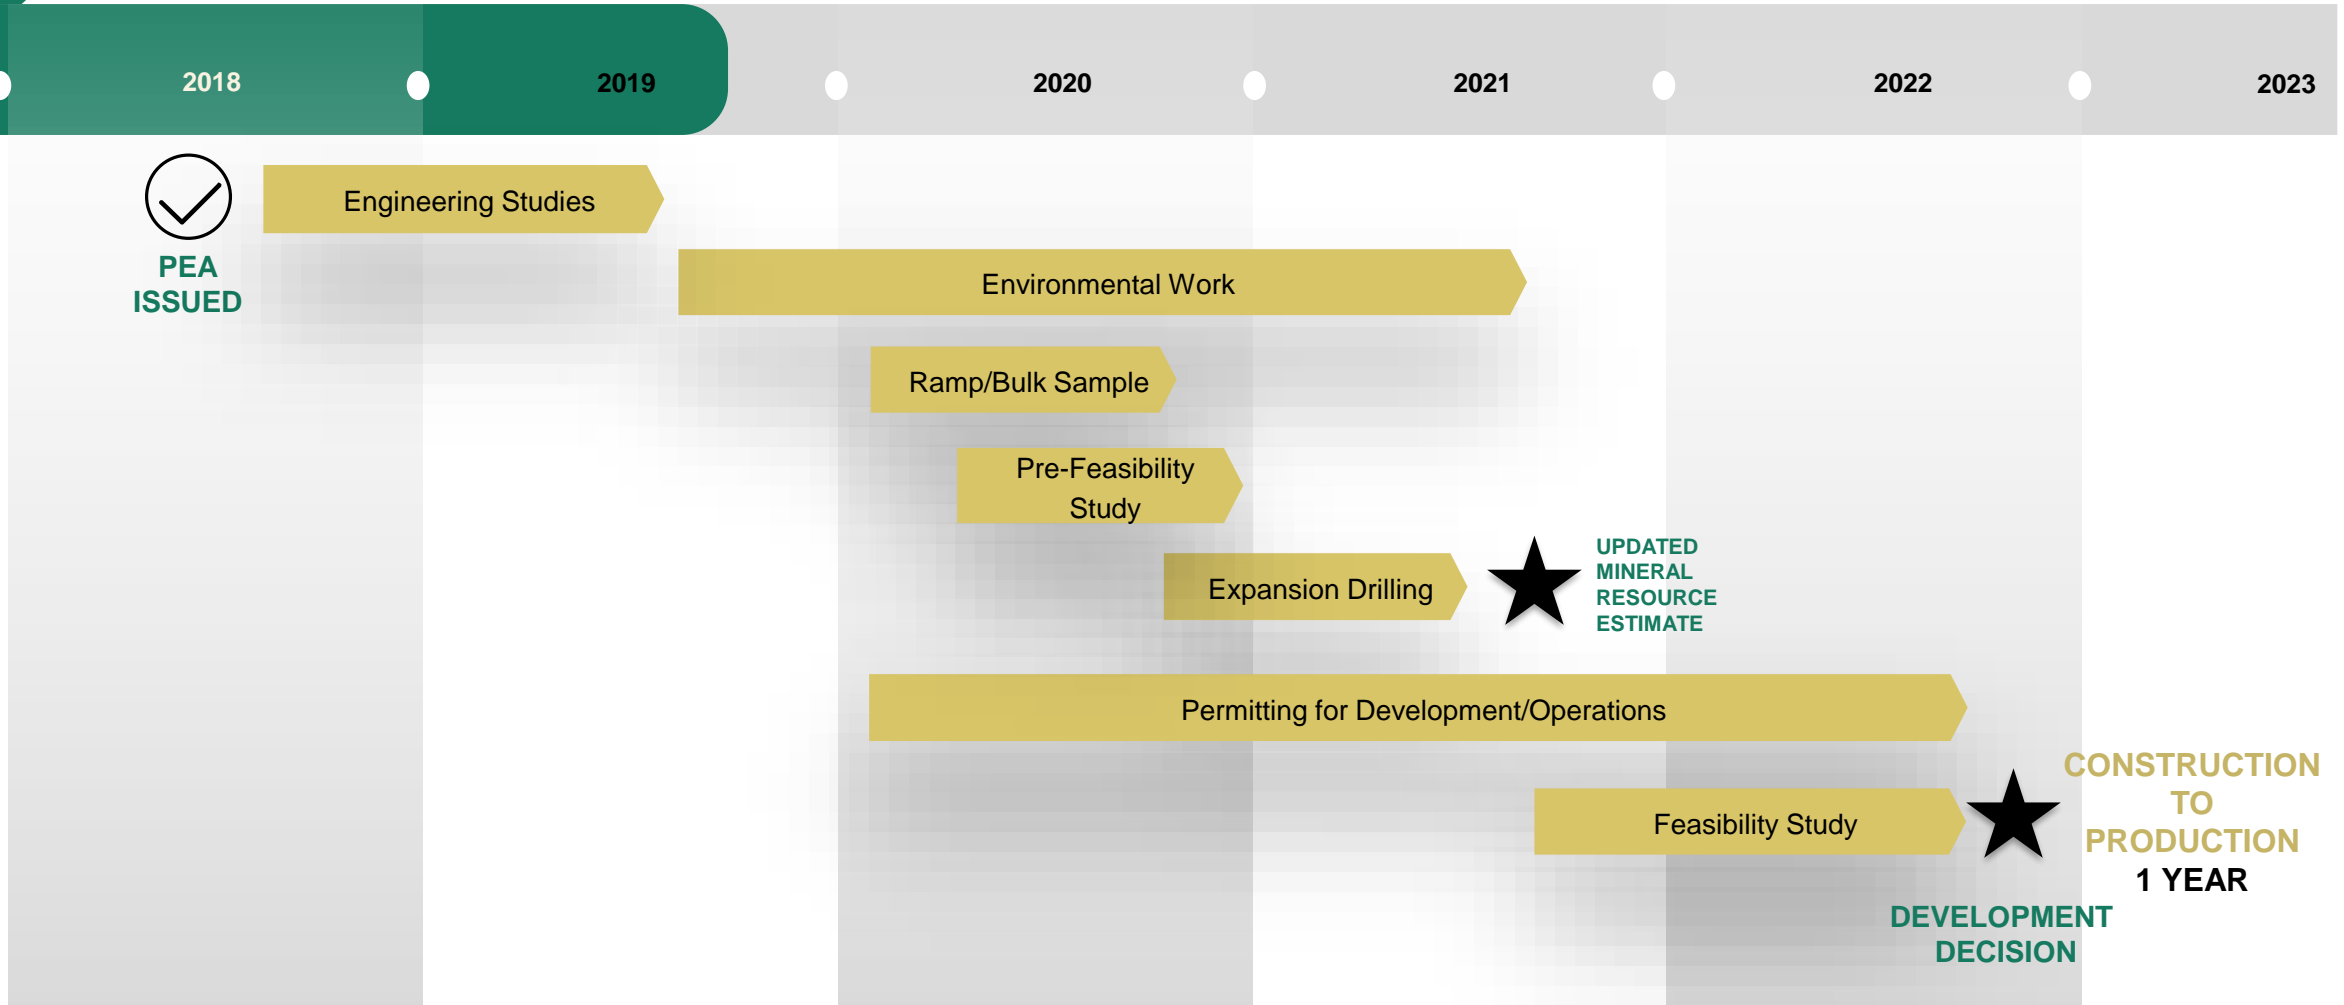 2018
2019
2020
2021
2022
2023
PEA
ISSUED
Engineering Studies
Environmental Work
Ramp/Bulk Sample
Pre-Feasibility
Study
Expansion Drilling
UPDATED
MINERAL
RESOURCE
ESTIMATE
Permitting for Development/Operations
Feasibility Study
CONSTRUCTION
TO
PRODUCTION
1 YEAR
DEVELOPMENT
DECISION